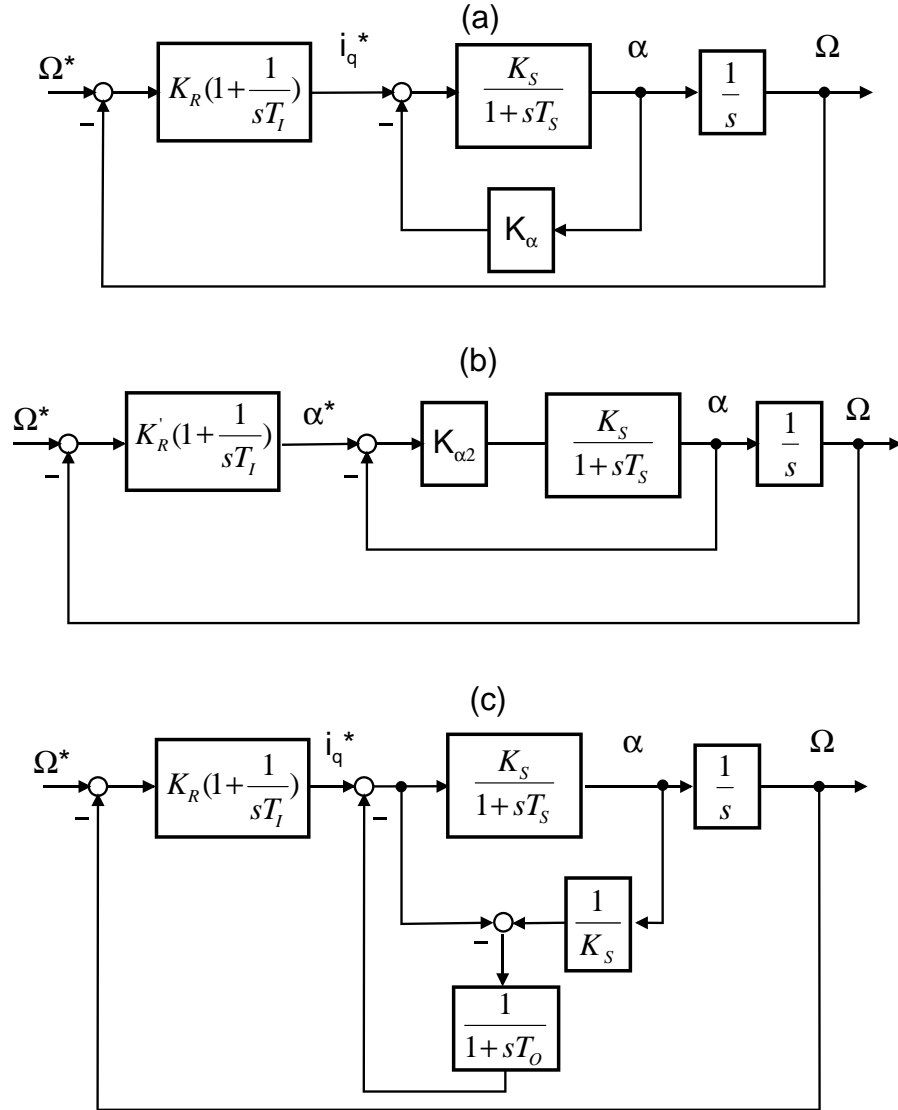 (a)
Ω* K_R(1+1/(sT_I)) i_q* K_S/(1+sT_S) α 1/s Ω
− −
K_α
(b)
Ω* K'_R(1+1/(sT_I)) α* K_α2 K_S/(1+sT_S) α 1/s Ω
− −
(c)
Ω* K_R(1+1/(sT_I)) i_q* K_S/(1+sT_S) α 1/s Ω
− −
− 1/K_S
1/(1+sT_O)